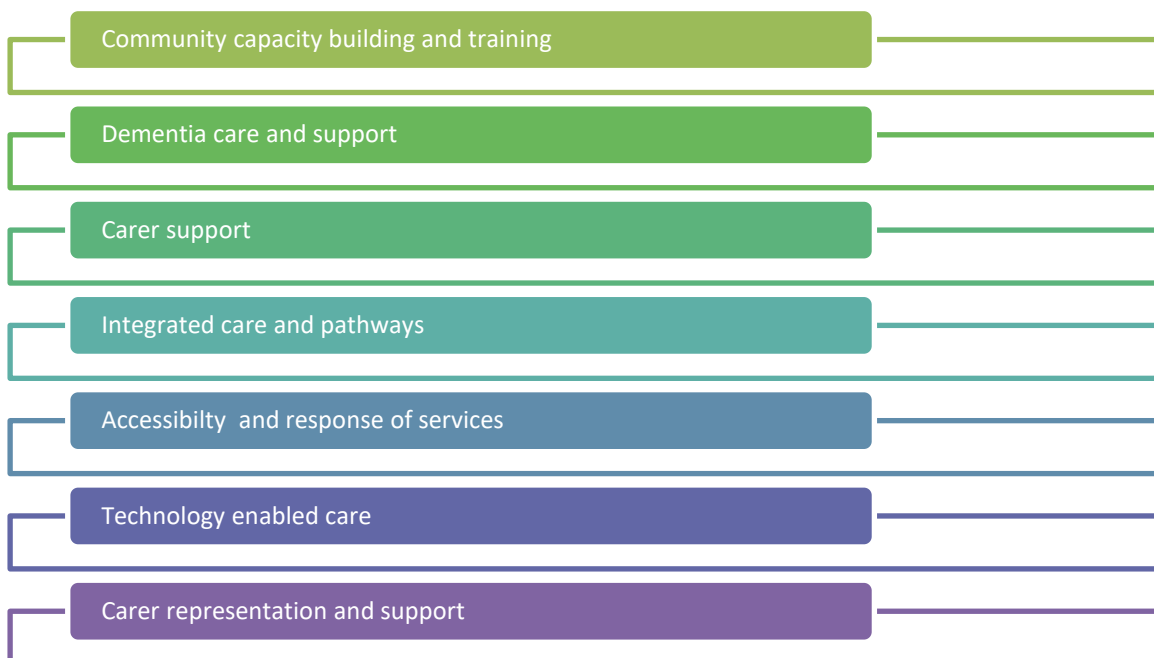 Community capacity building and training
Dementia care and support
Carer support
Integrated care and pathways
Accessibilty and response of services
Technology enabled care
Carer representation and support